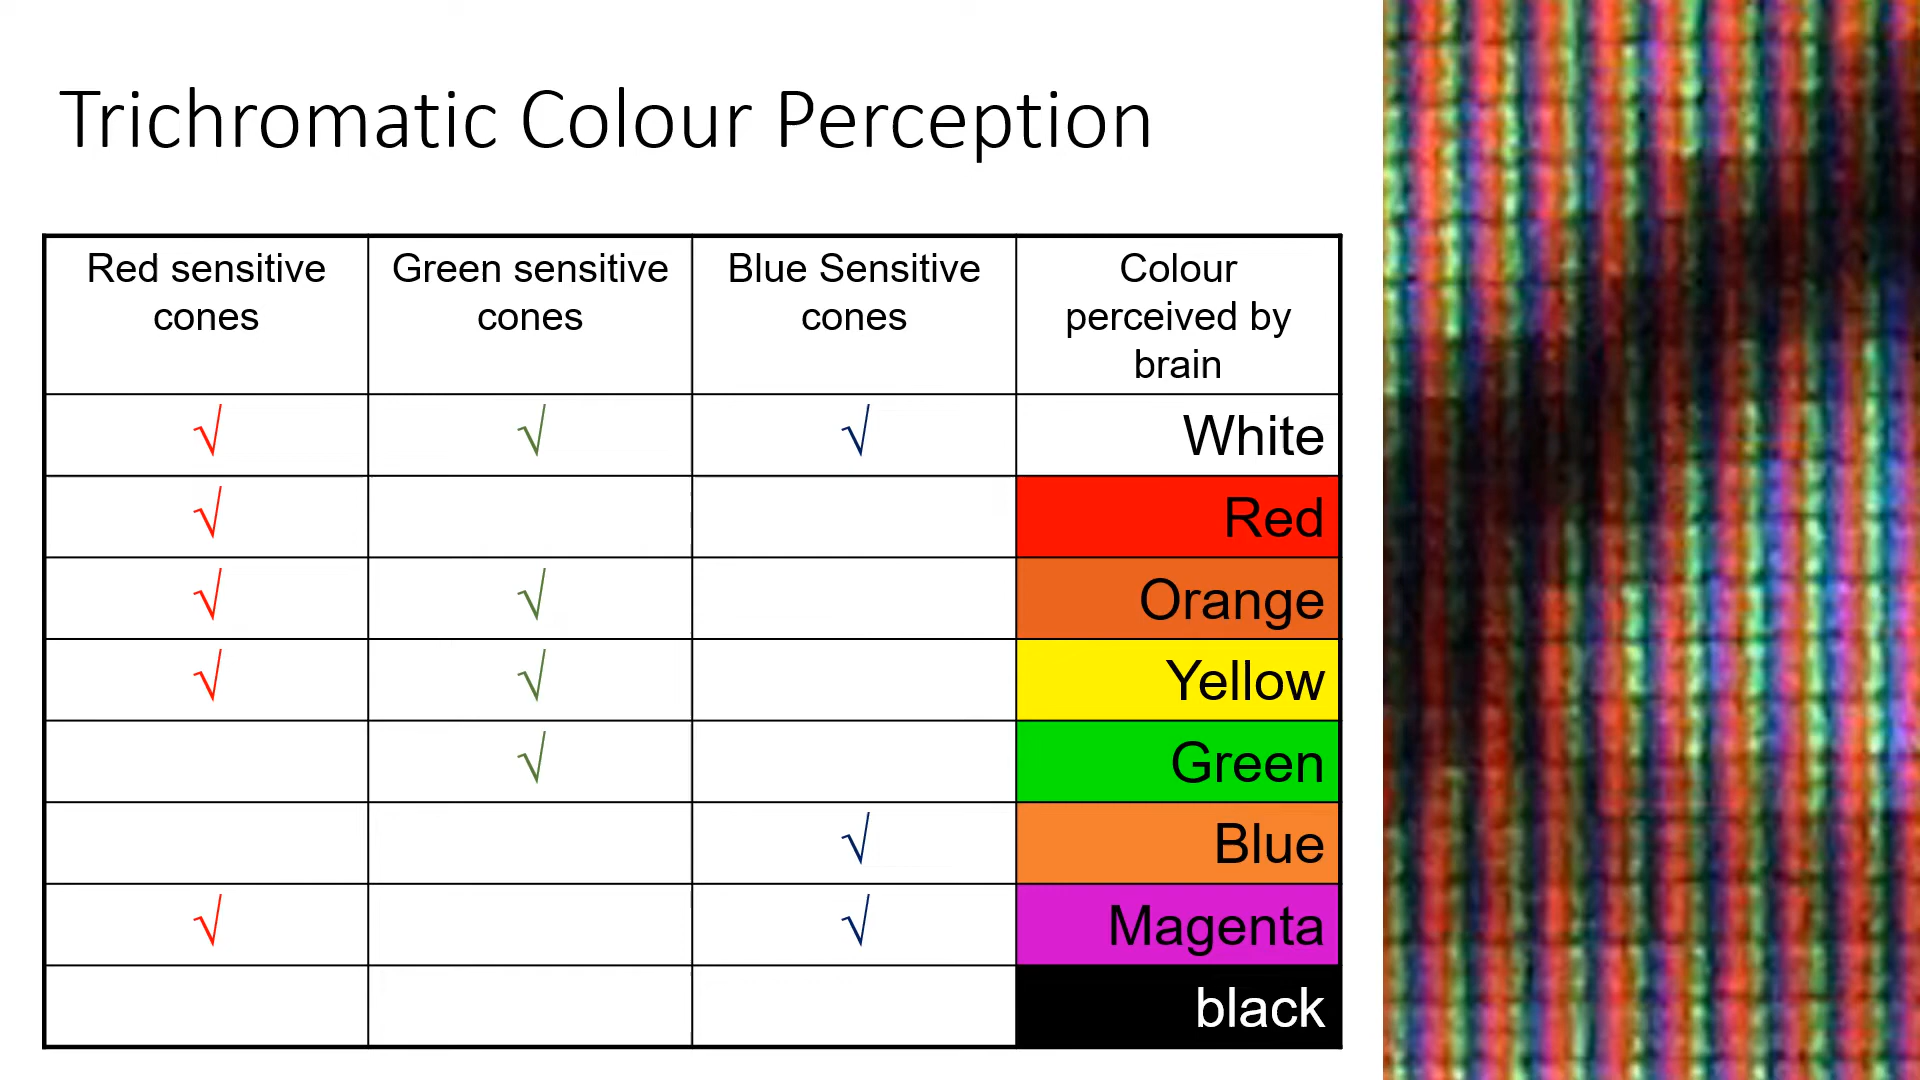 Trichromatic Colour Perception
Red sensitive
cones
Green sensitive
cones
Blue Sensitive
cones
Colour
perceived by
brain
√ √ √ White
√ Red
√ √ Orange
√ √ Yellow
√ Green
√ Blue
√ √ Magenta
black